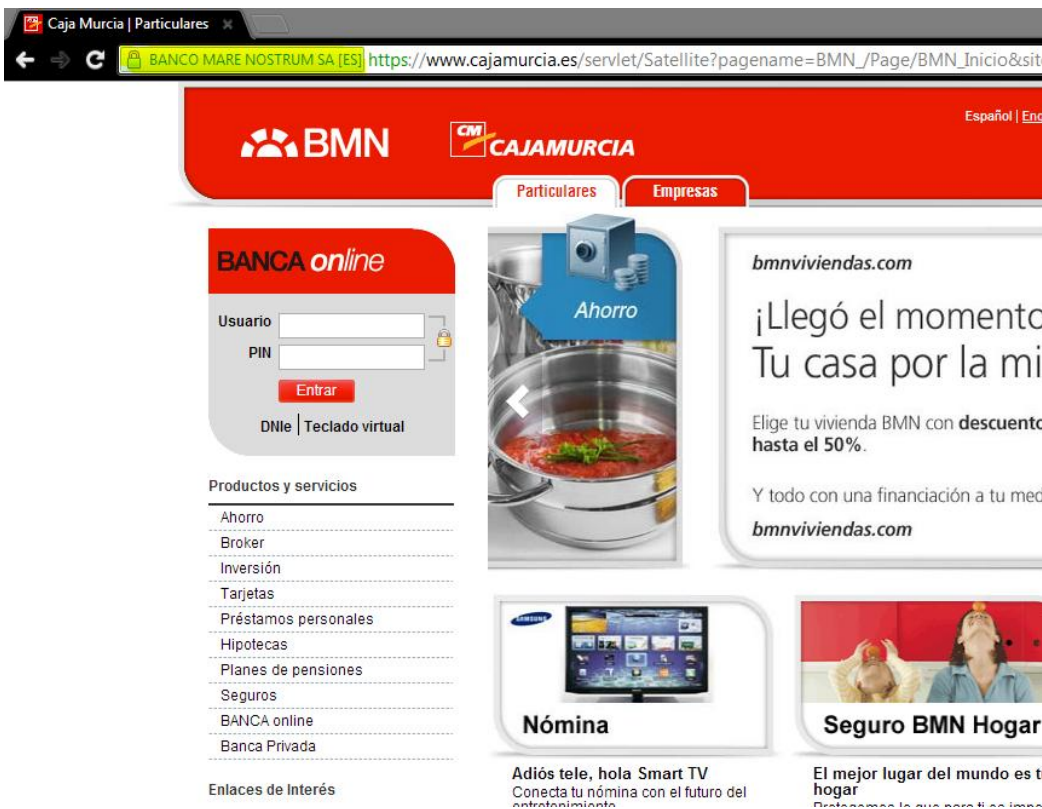 Caja Murcia | Particulares
BANCO MARE NOSTRUM SA [ES] https://www.cajamurcia.es/servlet/Satellite?pagename=BMN_/Page/BMN_Inicio&sit
Español |
BMN
CM CAJAMURCIA
Particulares Empresas
BANCA online
Usuario
PIN
Entrar
DNIe | Teclado virtual
Productos y servicios
Ahorro
Broker
Inversión
Tarjetas
Préstamos personales
Hipotecas
Planes de pensiones
Seguros
BANCA online
Banca Privada
Enlaces de Interés
Ahorro
bmnviviendas.com
¡Llegó el momento
Tu casa por la mi
Elige tu vivienda BMN con descuento
hasta el 50%.
Y todo con una financiación a tu med
bmnviviendas.com
SAMSUNG
Nómina
Adiós tele, hola Smart TV
Conecta tu nómina con el futuro del
entretenimiento
Seguro BMN Hogar
El mejor lugar del mundo es t
hogar